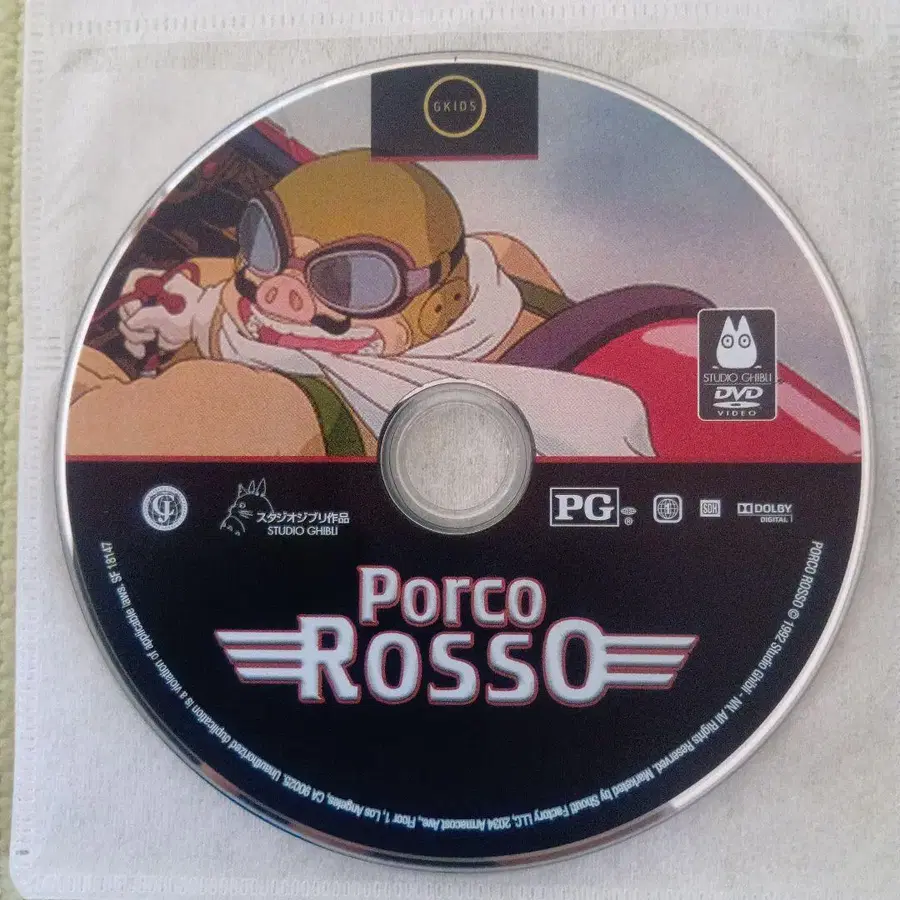 GKIDS
STUDIO GHIBLI
DVD
VIDEO
スタジオジブリ作品
STUDIO GHIBLI
PG
1
SDH
DOLBY
DIGITAL
PORCO
ROSSO
PORCO ROSSO © 1992 Studio Ghibli - NN. All Rights Reserved. Marketed by Shout! Factory LLC, 2034 Armacost Ave., Floor 1, Los Angeles, CA 90025. Unauthorized duplication is a violation of applicable laws. SF 18147